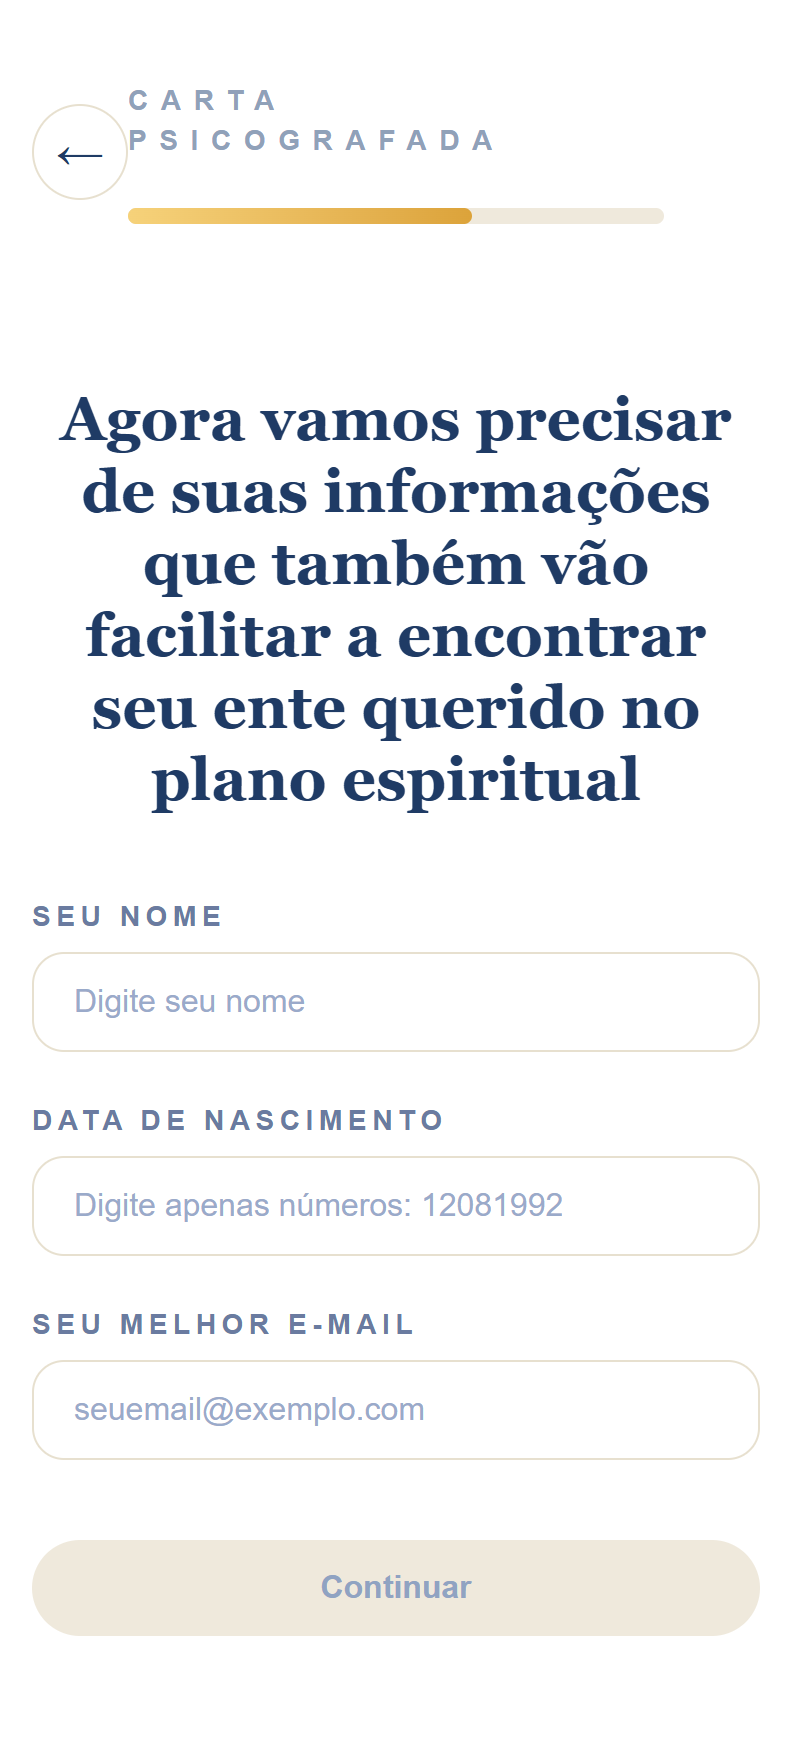 CARTA
PSICOGRAFADA
←
Agora vamos precisar
de suas informações
que também vão
facilitar a encontrar
seu ente querido no
plano espiritual
SEU NOME
Digite seu nome
DATA DE NASCIMENTO
Digite apenas números: 12081992
SEU MELHOR E-MAIL
seuemail@exemplo.com
Continuar